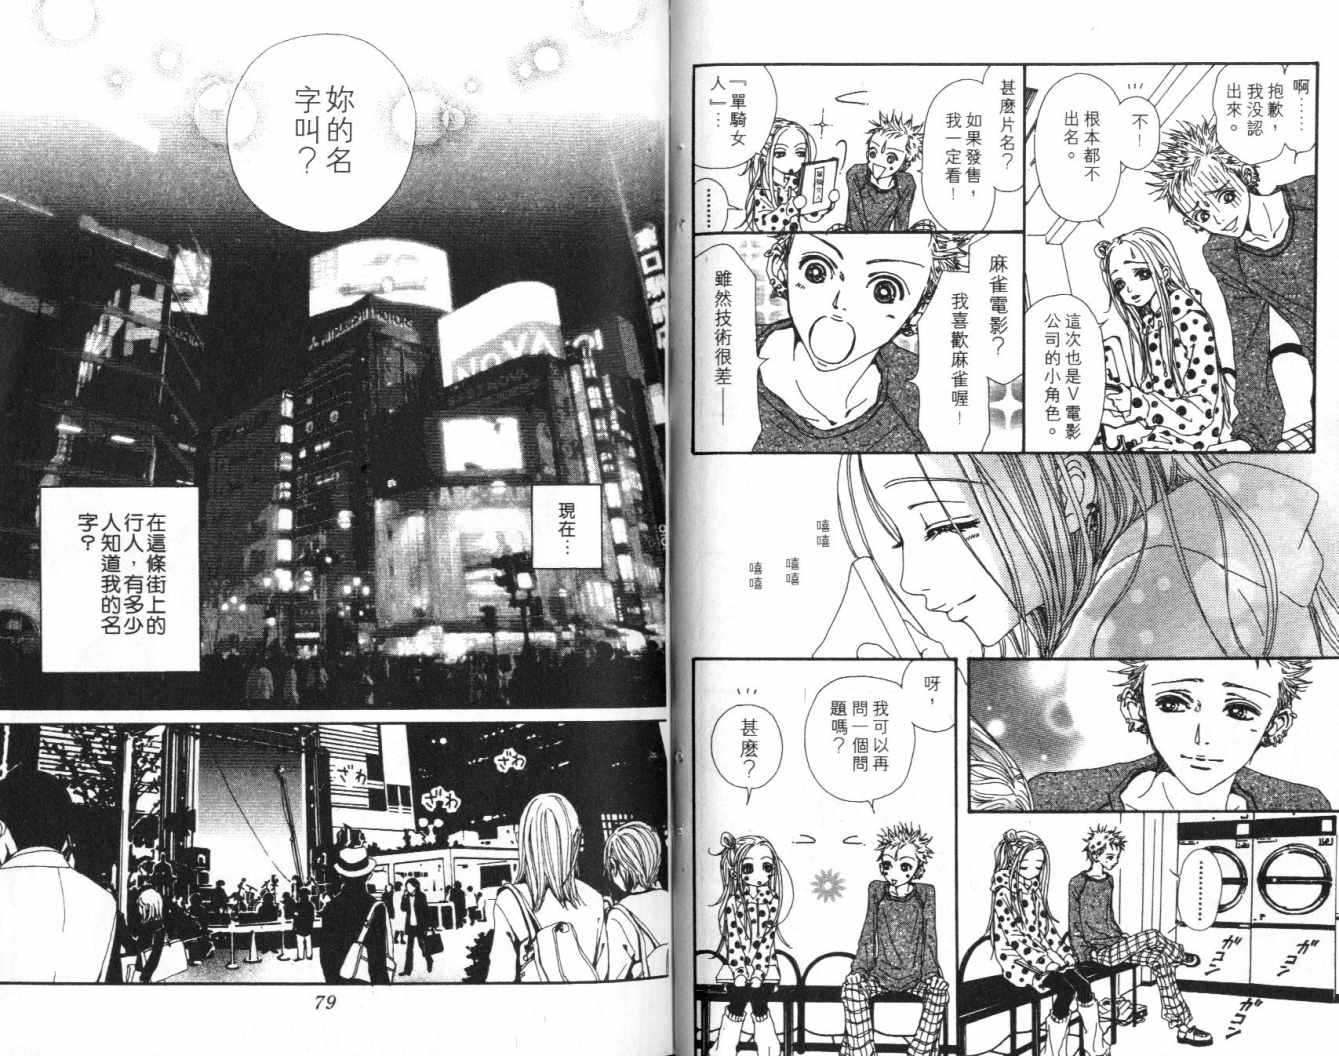 啊……
抱歉，
我没認
出來。
不！
根本都不
出名。
這次也是Ｖ電影
公司的小角色。
甚麼片名？
如果發售，
我一定看！
『單騎女
人』…
………
麻雀電影？
我喜歡麻雀喔！
雖然技術很
差——
嘻嘻
嘻嘻
嘻嘻
………
ガコン
ガコン
ガコン
呀，
我可以再
問一個問
題嗎？
甚麼？
妳的名
字叫？
NOVA
現在…
在這條街上的
行人，有多少
人知道我的名
字？
ざわ
ざわ
ざわ
79